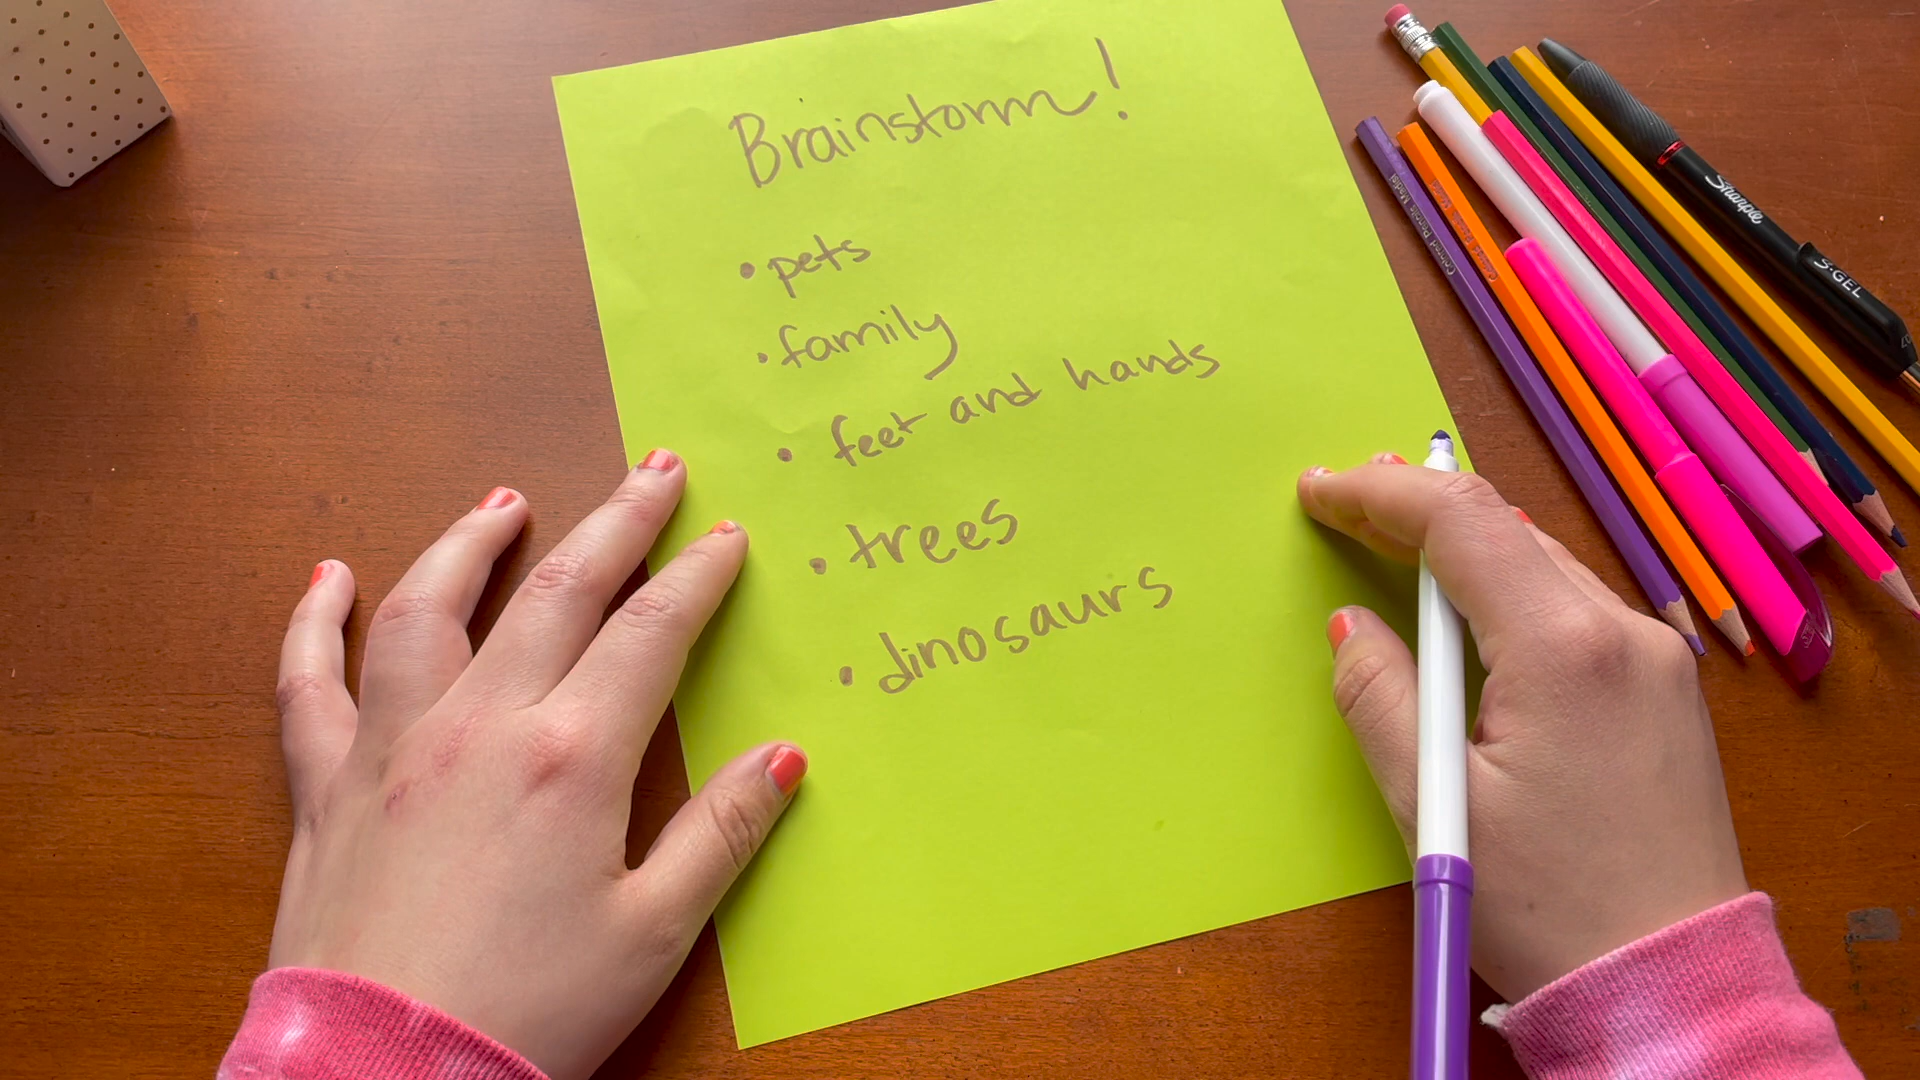 Brainstorm!
• pets
• family
• feet and hands
• trees
• dinosaurs
Sharpie
S·GEL